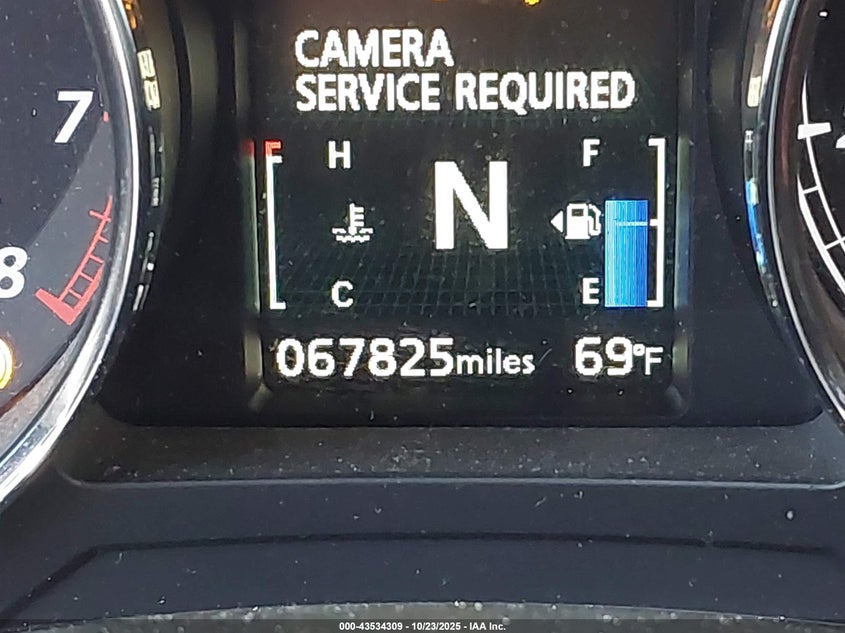 CAMERA
SERVICE REQUIRED
7
H
F
N
8
C
E
067825miles
69°F
000-43534309 - 10/23/2025 - IAA Inc.